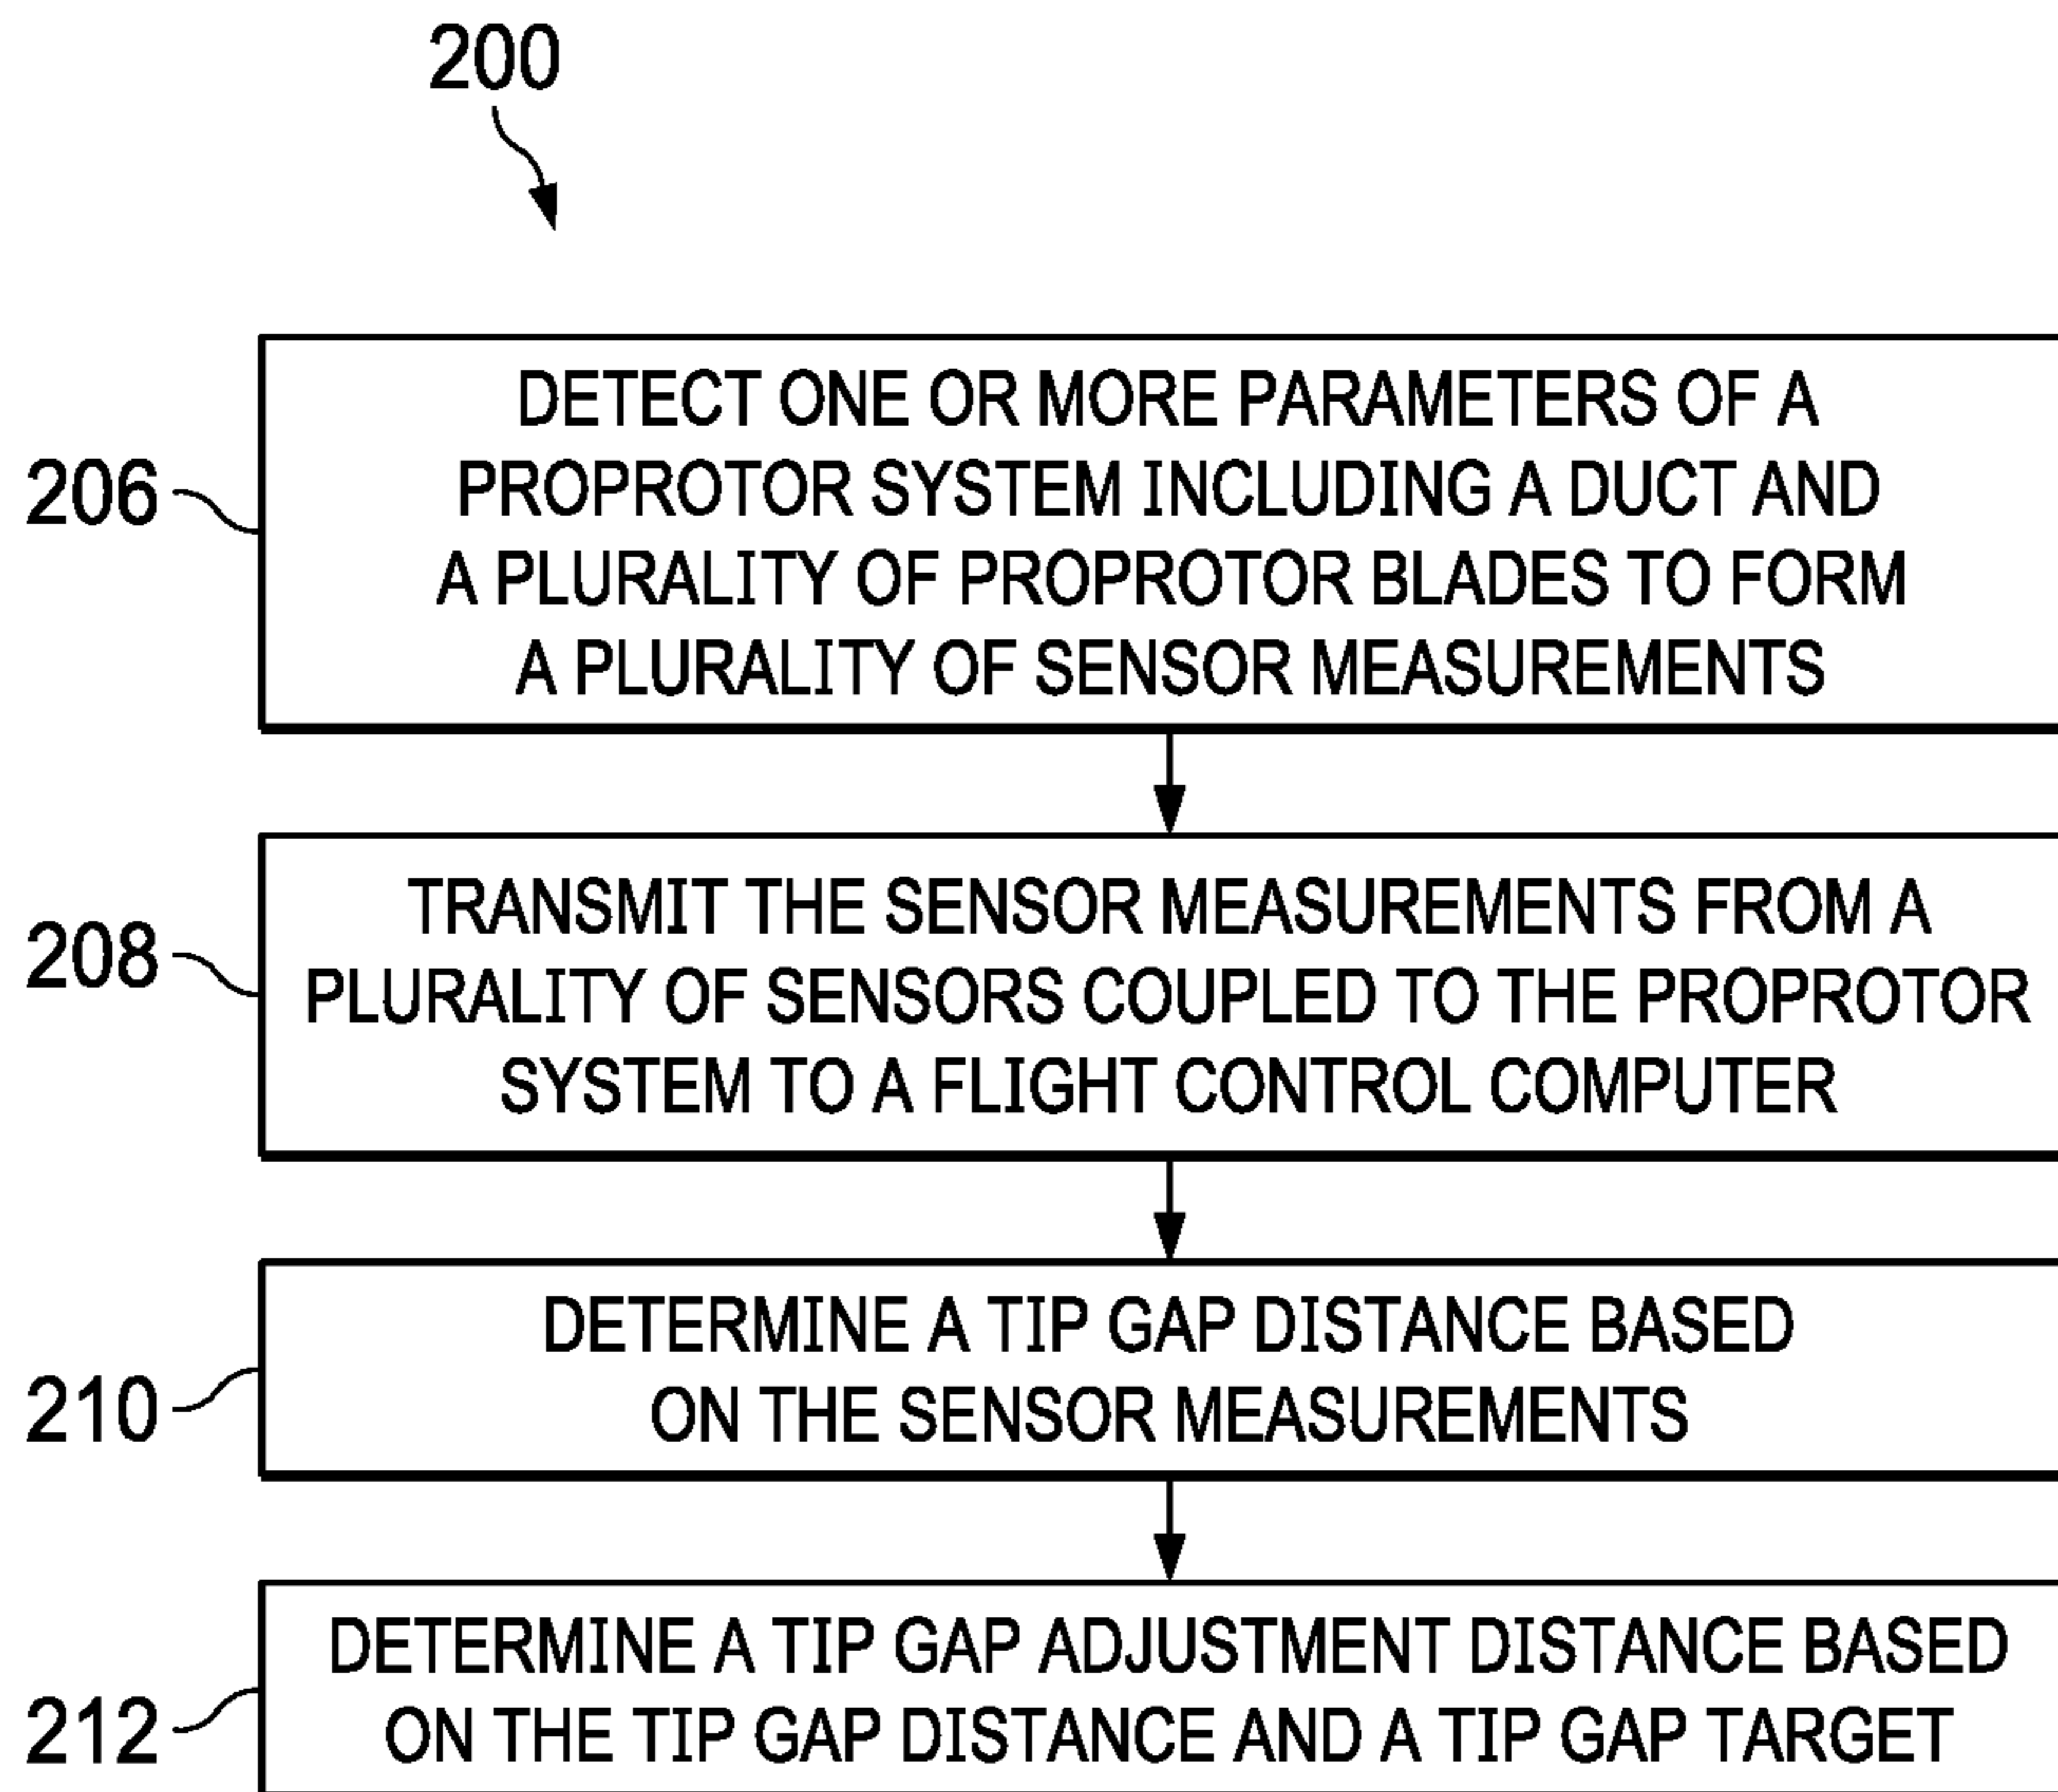 200
206
DETECT ONE OR MORE PARAMETERS OF A
PROPROTOR SYSTEM INCLUDING A DUCT AND
A PLURALITY OF PROPROTOR BLADES TO FORM
A PLURALITY OF SENSOR MEASUREMENTS
208
TRANSMIT THE SENSOR MEASUREMENTS FROM A
PLURALITY OF SENSORS COUPLED TO THE PROPROTOR
SYSTEM TO A FLIGHT CONTROL COMPUTER
210
DETERMINE A TIP GAP DISTANCE BASED
ON THE SENSOR MEASUREMENTS
212
DETERMINE A TIP GAP ADJUSTMENT DISTANCE BASED
ON THE TIP GAP DISTANCE AND A TIP GAP TARGET